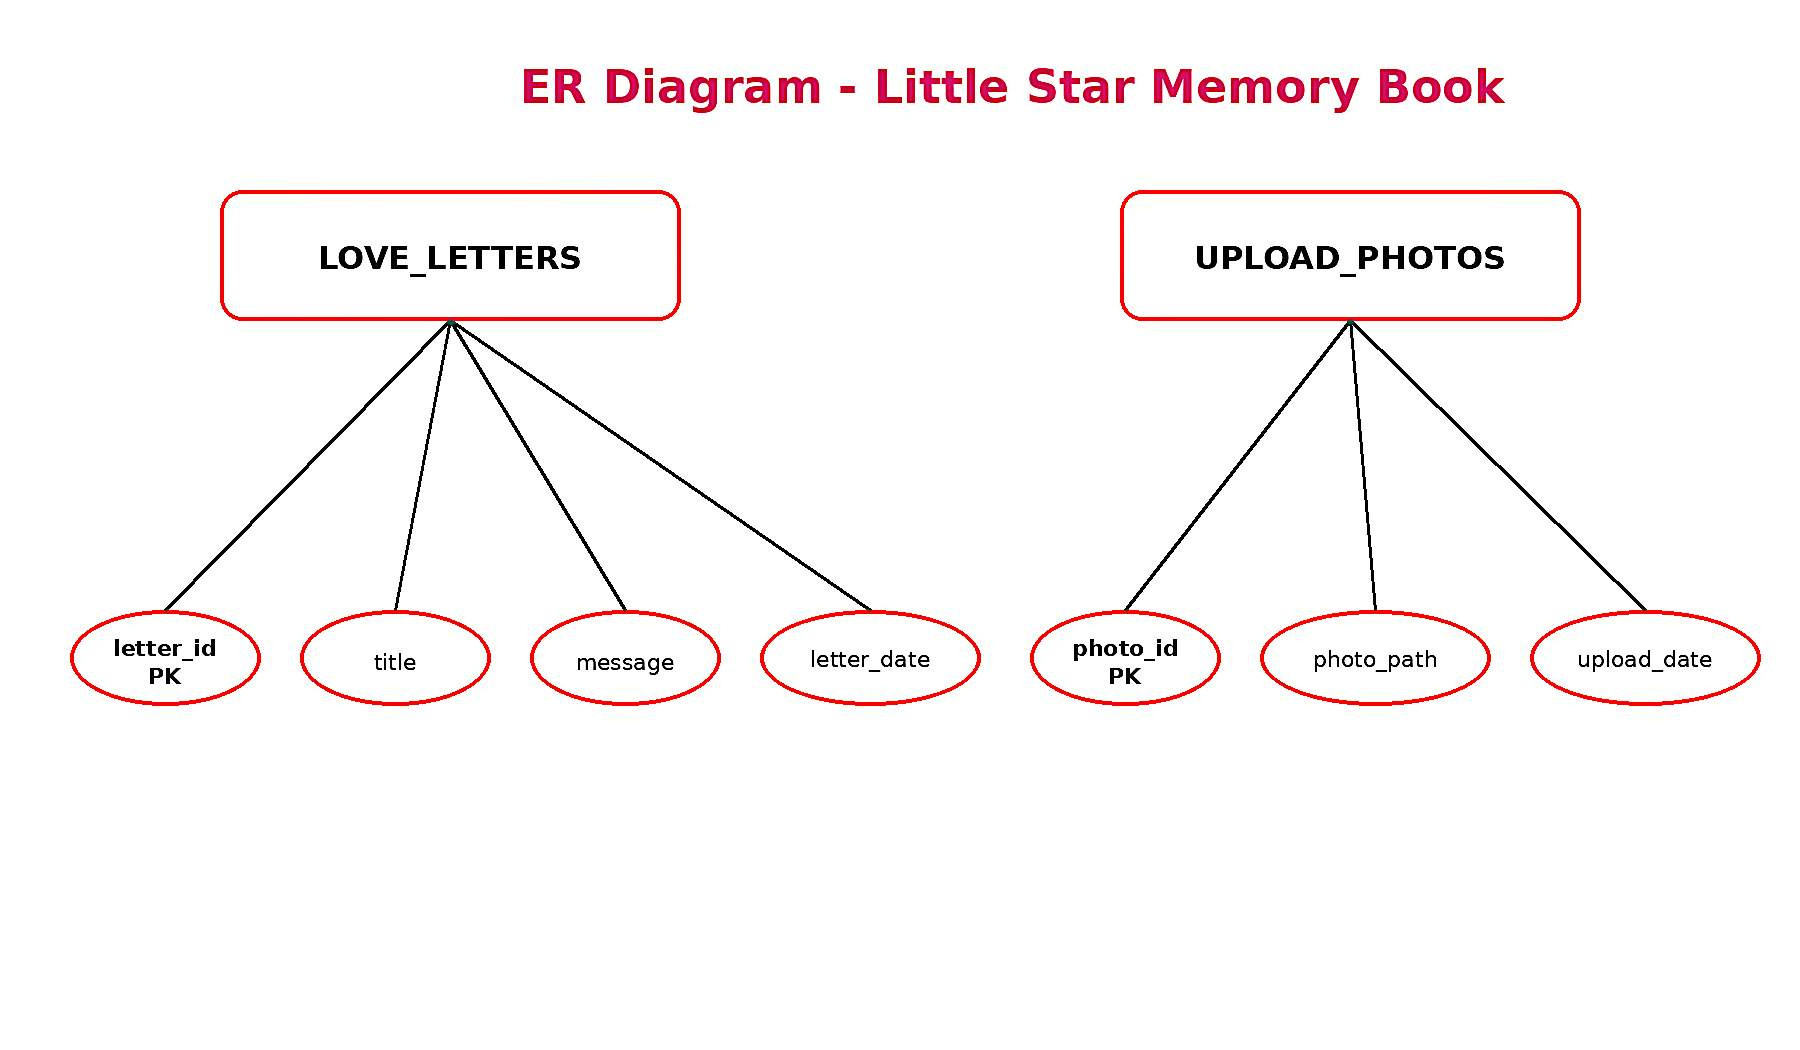 ER Diagram - Little Star Memory Book
LOVE_LETTERS
UPLOAD_PHOTOS
letter_id
PK
title
message
letter_date
photo_id
PK
photo_path
upload_date